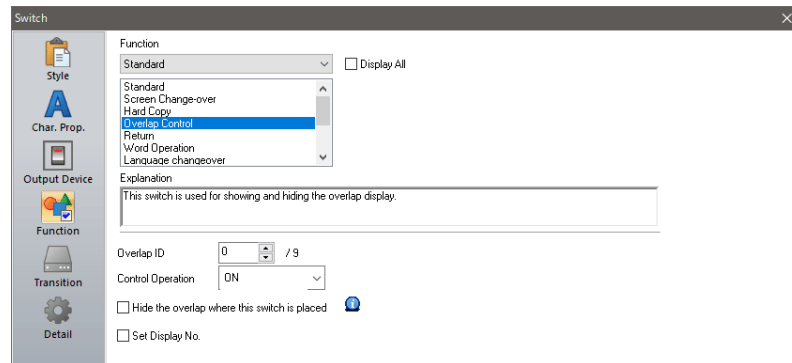 Switch
Style
Char. Prop.
Output Device
Function
Transition
Detail
Function
Standard
Display All
Standard
Screen Change-over
Hard Copy
Overlap Control
Return
Word Operation
Language changeover
Explanation
This switch is used for showing and hiding the overlap display.
Overlap ID 0 / 9
Control Operation ON
Hide the overlap where this switch is placed
Set Display No.